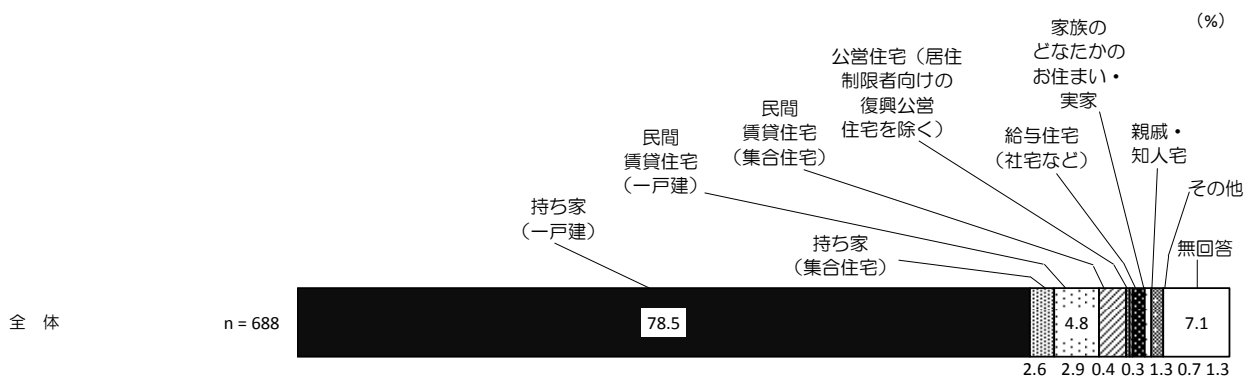 （%）
持ち家
（一戸建）
持ち家
（集合住宅）
民間
賃貸住宅
（一戸建）
民間
賃貸住宅
（集合住宅）
公営住宅（居住
制限者向けの
復興公営
住宅を除く）
給与住宅
（社宅など）
家族の
どなたかの
お住まい・
実家
親戚・
知人宅
その他
無回答
全　体 n = 688 78.5 4.8 7.1
2.6 2.9 0.4 0.3 1.3 0.7 1.3